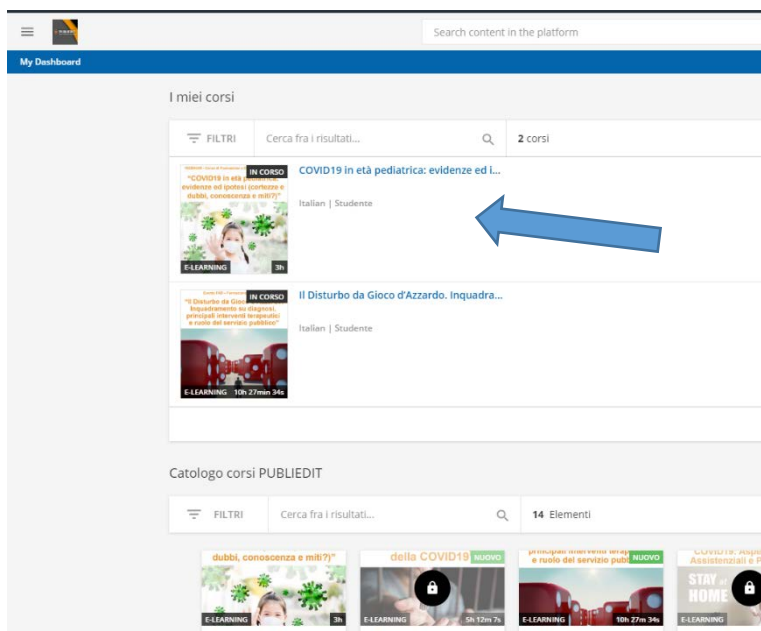 Search content in the platform
My Dashboard
I miei corsi
FILTRI
Cerca fra i risultati...
2 corsi
IN CORSO
"COVID19 in età pediatrica:
evidenze ed ipotesi (certezze e
dubbi, conoscenza e miti?)"
E-LEARNING
3h
COVID19 in età pediatrica: evidenze ed i...
Italian | Studente
IN CORSO
"Il Disturbo da Gioco
Inquadramento su diagnosi,
principali interventi terapeutici
e ruolo del servizio pubblico"
E-LEARNING
10h 27min 34s
Il Disturbo da Gioco d'Azzardo. Inquadra...
Italian | Studente
Catologo corsi PUBLIEDIT
FILTRI
Cerca fra i risultati...
14 Elementi
dubbi, conoscenza e miti?)"
E-LEARNING
3h
della COVID19
NUOVO
E-LEARNING
5h 12m 7s
principali interventi
e ruolo del servizio pubbl
NUOVO
E-LEARNING
10h 27m 34s
COVID19:
Assistenziali e
STAY at
HOME
E-LEARNING